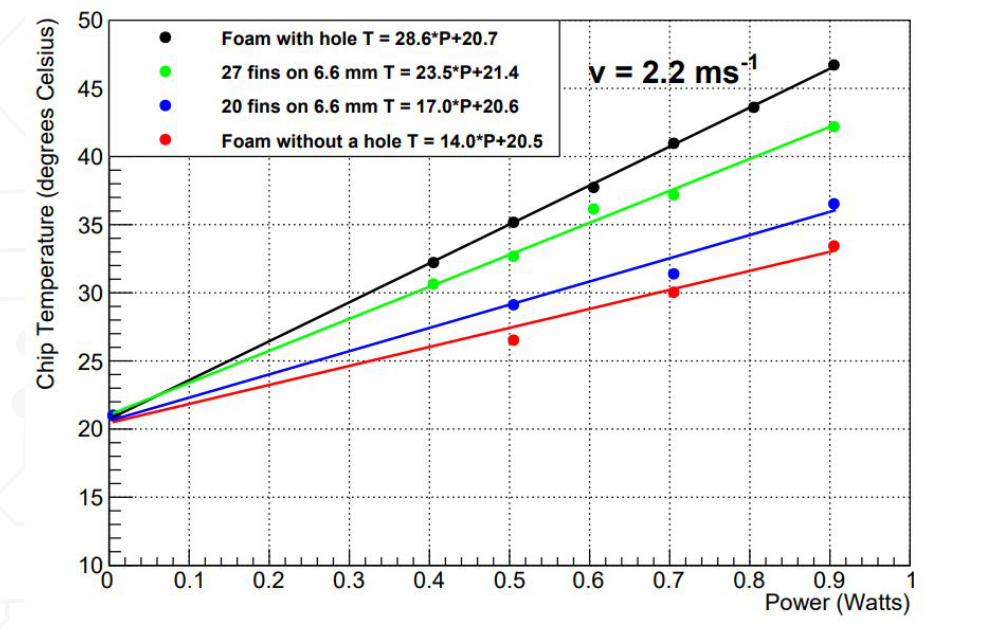 50
45
40
35
30
25
20
15
10
Chip Temperature (degrees Celsius)
Foam with hole T = 28.6*P+20.7
27 fins on 6.6 mm T = 23.5*P+21.4
20 fins on 6.6 mm T = 17.0*P+20.6
Foam without a hole T = 14.0*P+20.5
v = 2.2 ms-1
0 0.1 0.2 0.3 0.4 0.5 0.6 0.7 0.8 0.9 1
Power (Watts)